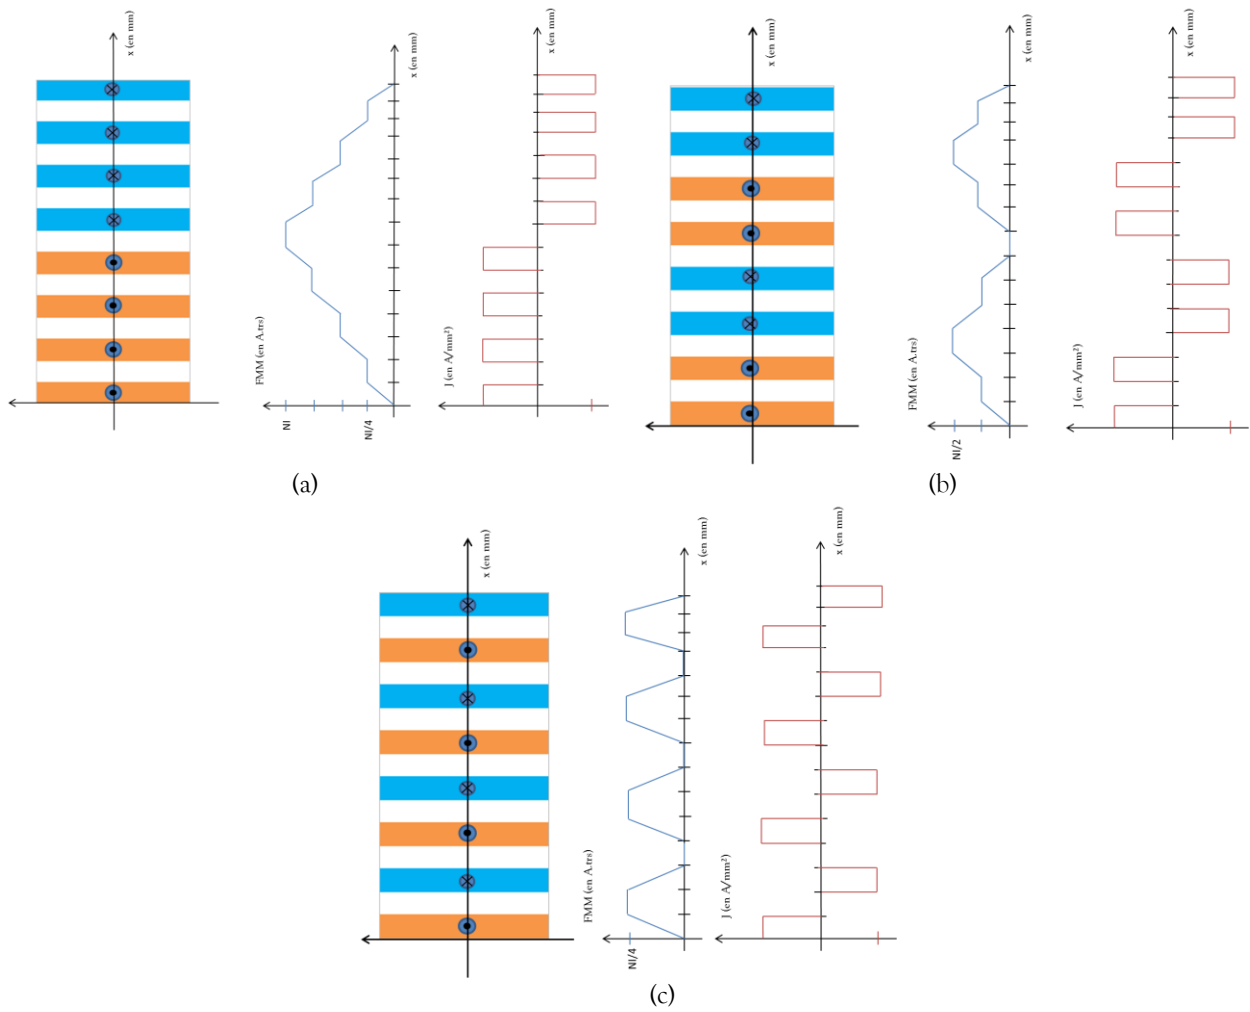 x (en mm)
FMM (en A.trs)
NI
NI/4
x (en mm)
J (en A/mm²)
x (en mm)
(a)
x (en mm)
FMM (en A.trs)
NI/2
x (en mm)
J (en A/mm²)
x (en mm)
(b)
x (en mm)
FMM (en A.trs)
NI/4
x (en mm)
J (en A/mm²)
x (en mm)
(c)